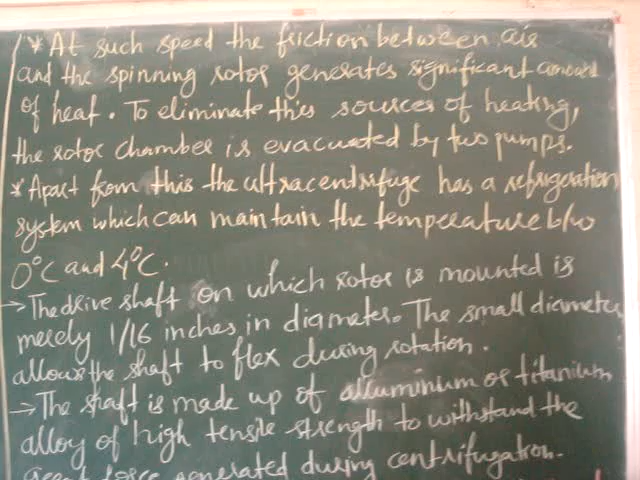 * At such speed the friction between air
and the spinning rotor generates significant amount
of heat. To eliminate this sources of heating,
the rotor chamber is evacuated by two pumps.
* Apart from this the ultracentrifuge has a refrigeration
system which can maintain the temperature b/w
0°C and 4°C.
→ The drive shaft on which rotor is mounted is
merely 1/16 inches in diameter. The small diameter
allows the shaft to flex during rotation.
→ The shaft is made up of alluminium or titanium
alloy of high tensile strength to withstand the
great force generated during centrifugation.